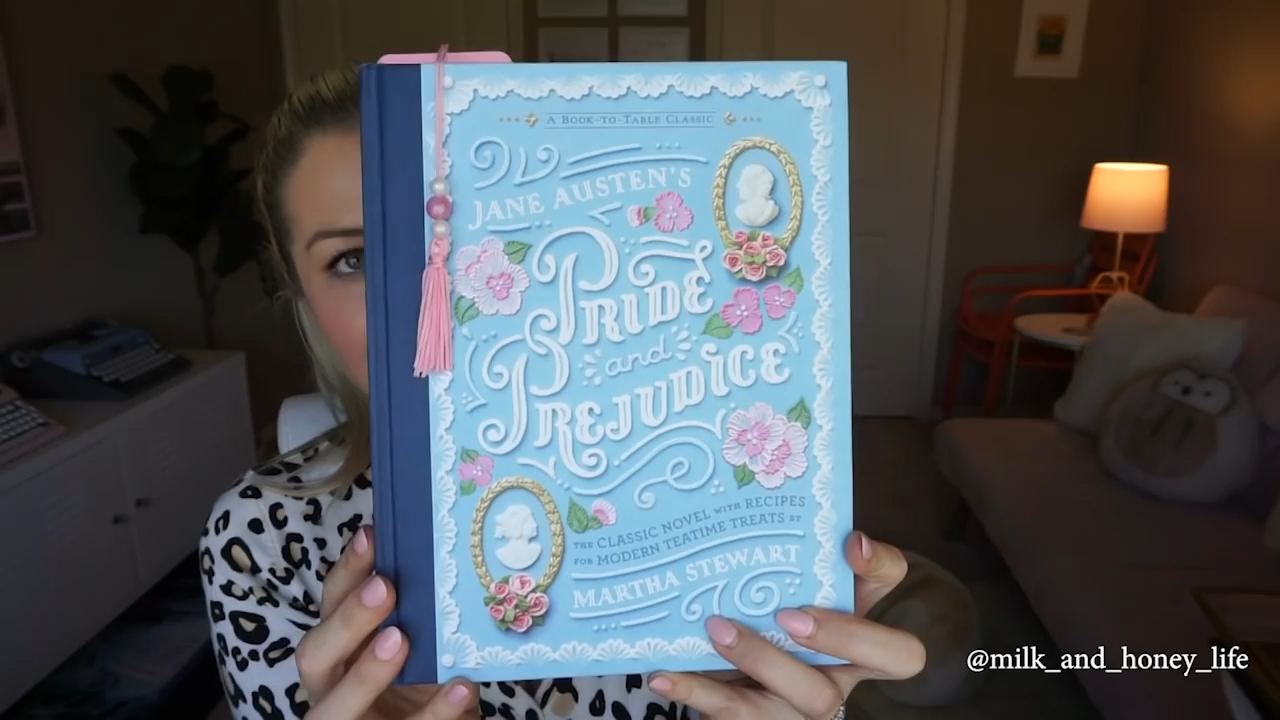 A BOOK-TO-TABLE CLASSIC
JANE AUSTEN'S
PRIDE
and
PREJUDICE
THE CLASSIC NOVEL WITH RECIPES
FOR MODERN TEATIME TREATS BY
MARTHA STEWART
@milk_and_honey_life